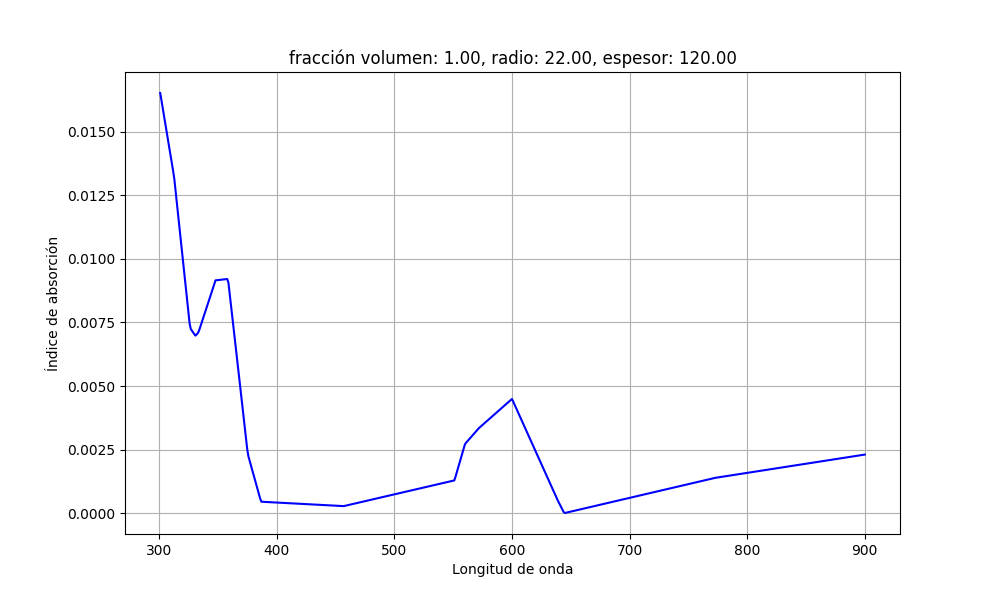 fracción volumen: 1.00, radio: 22.00, espesor: 120.00
Índice de absorción
0.0150
0.0125
0.0100
0.0075
0.0050
0.0025
0.0000
300 400 500 600 700 800 900
Longitud de onda